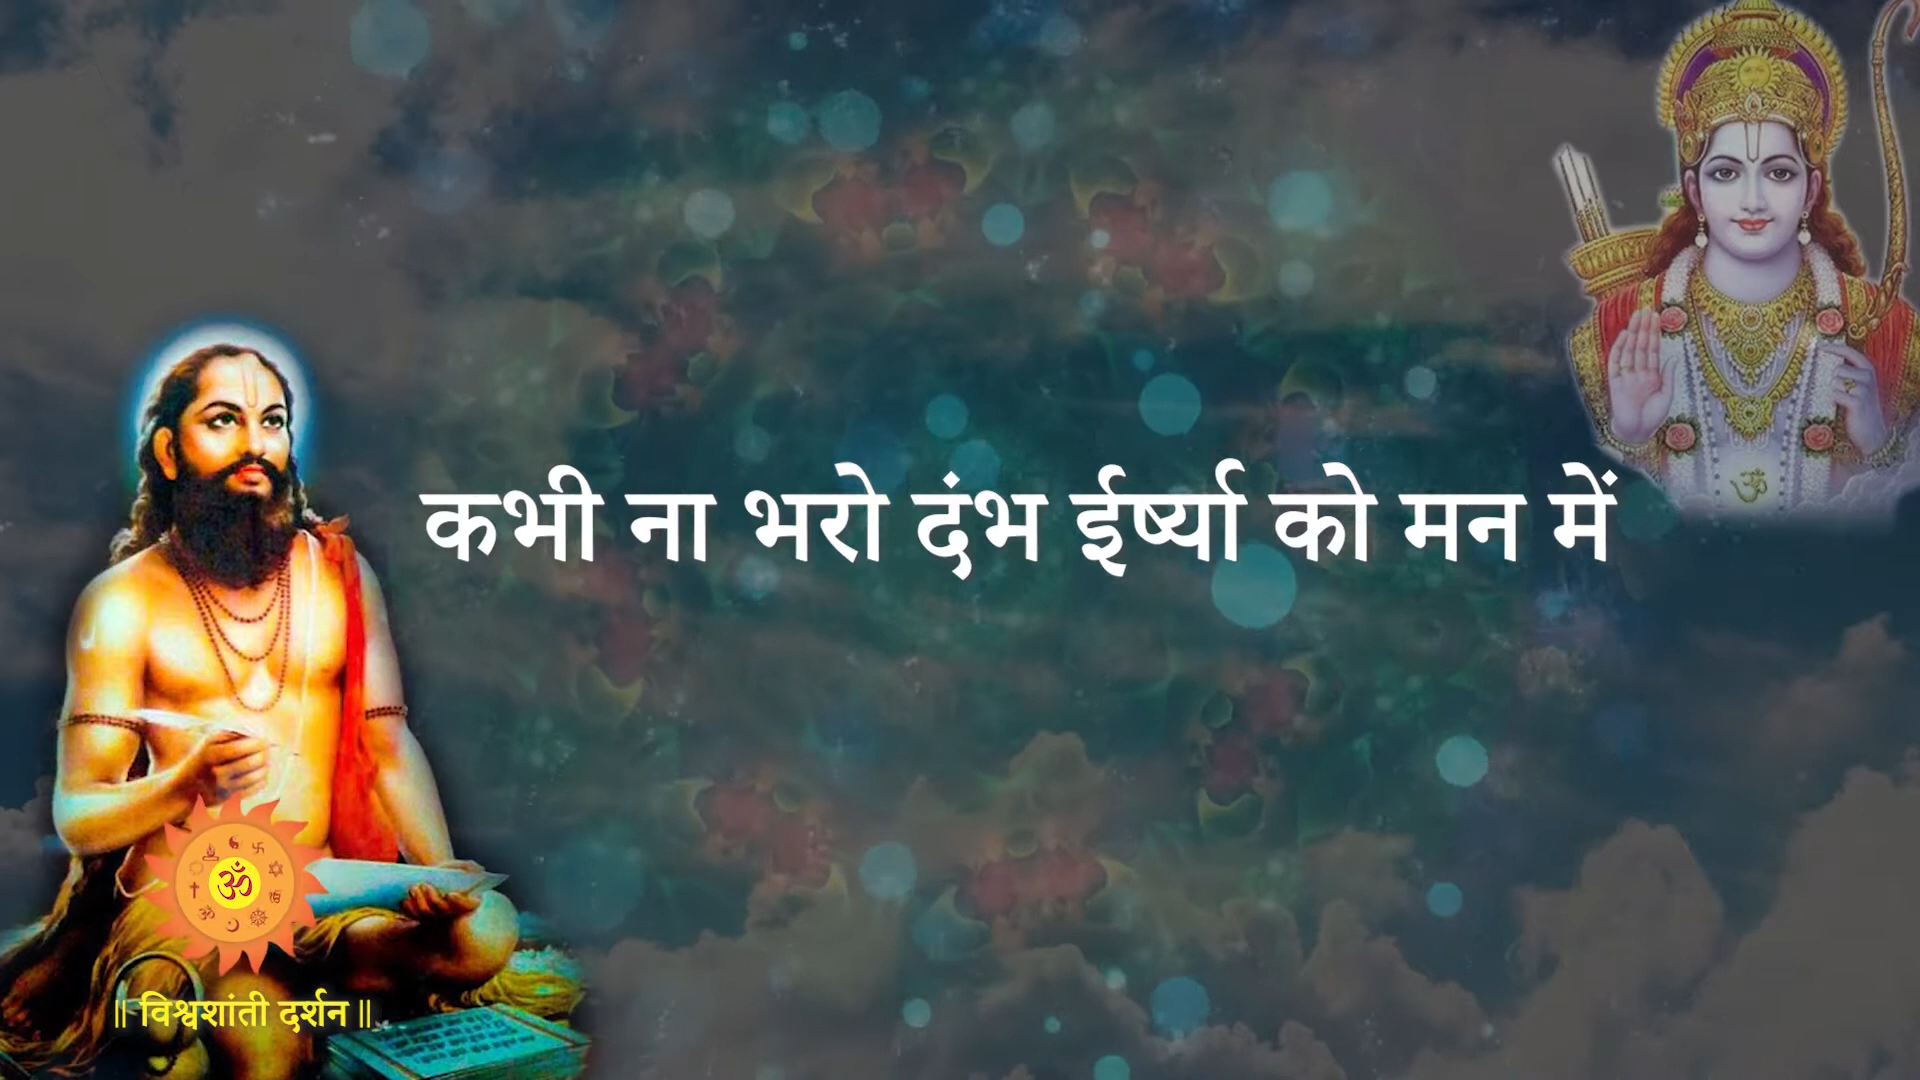 कभी ना भरो दंभ ईर्ष्या को मन में
॥ विश्वशांती दर्शन ॥